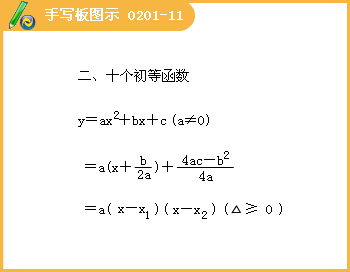 手写板图示 0201-11
二、十个初等函数
y=ax²+bx+c (a≠0)
=a(x+b/2a)+4ac-b²/4a
=a( x-x₁ )( x-x₂ ) (△≥ 0 )